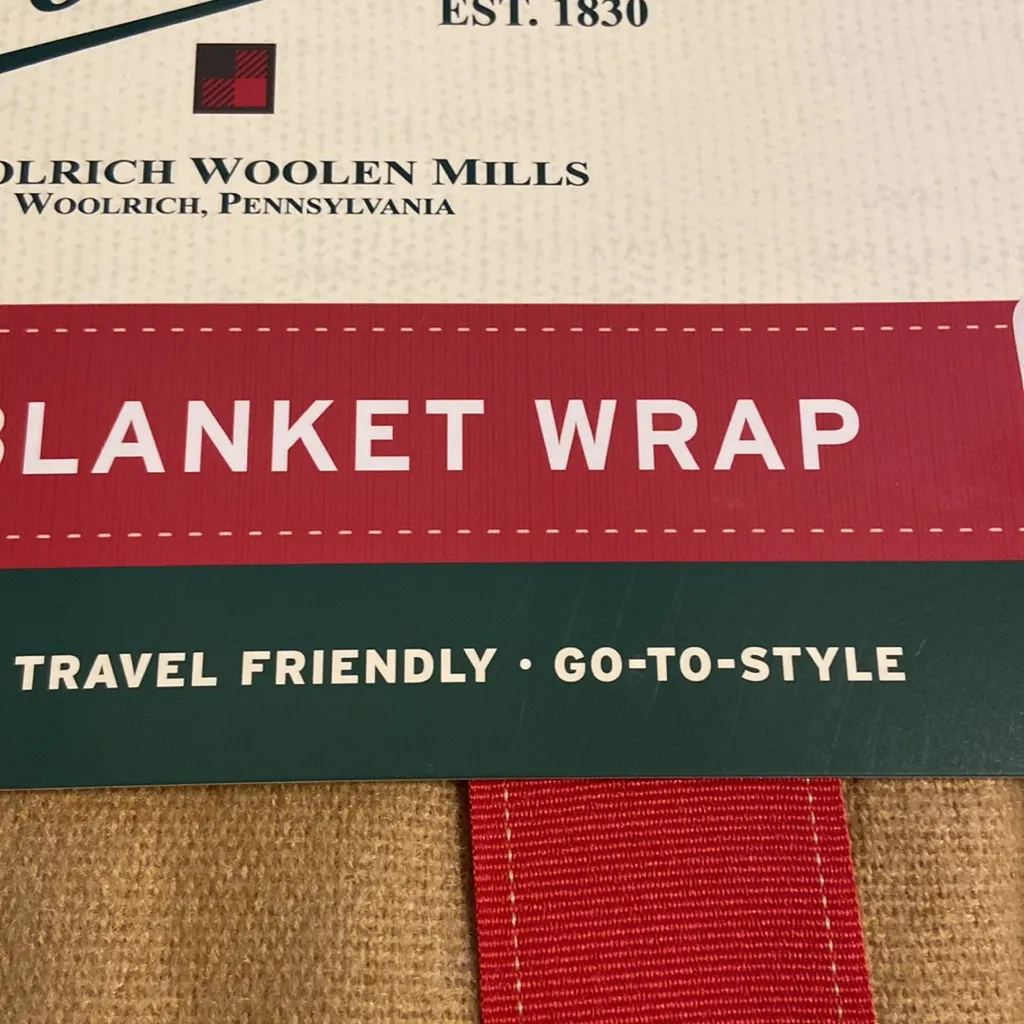 EST. 1830
OLRICH WOOLEN MILLS
WOOLRICH, PENNSYLVANIA
BLANKET WRAP
TRAVEL FRIENDLY • GO-TO-STYLE